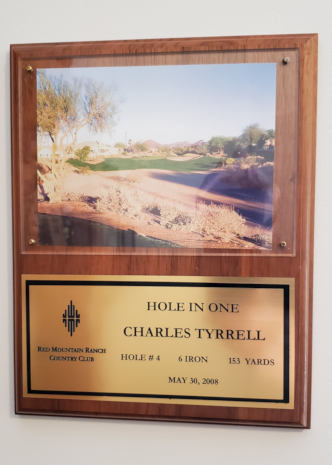 HOLE IN ONE
CHARLES TYRRELL
HOLE # 4 6 IRON 153 YARDS
MAY 30, 2008
RED MOUNTAIN RANCH
COUNTRY CLUB